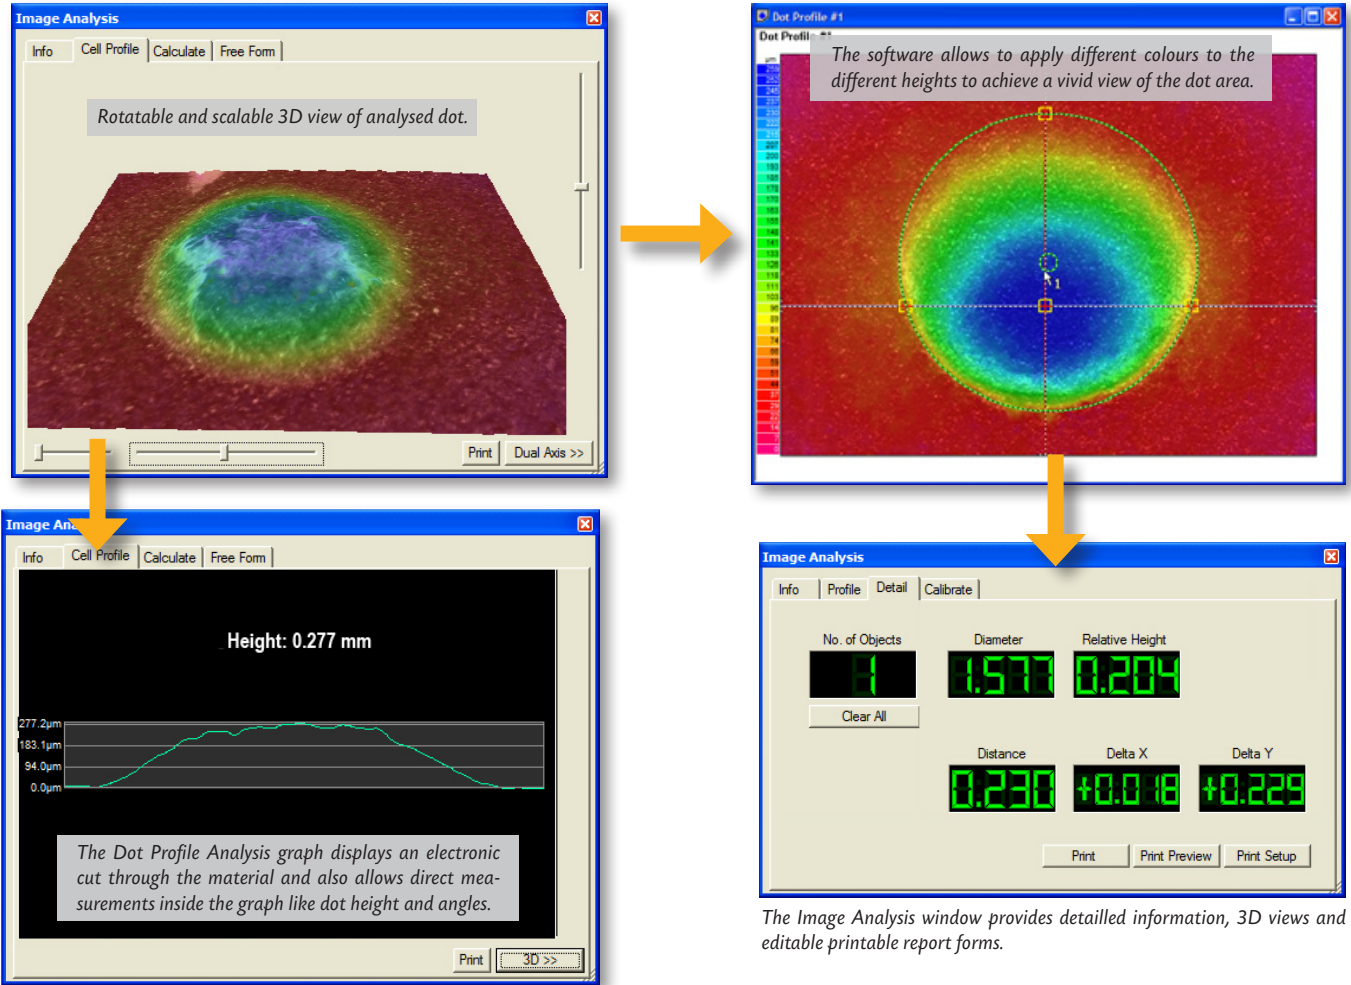 Image Analysis
Info
Cell Profile
Calculate
Free Form
Rotatable and scalable 3D view of analysed dot.
Print
Dual Axis >>
Dot Profile #1
The software allows to apply different colours to the
different heights to achieve a vivid view of the dot area.
µm
245
200
1
Image Analysis
Info
Cell Profile
Calculate
Free Form
Height: 0.277 mm
277.2µm
183.1µm
94.0µm
0.0µm
The Dot Profile Analysis graph displays an electronic
cut through the material and also allows direct mea-
surements inside the graph like dot height and angles.
Print
3D >>
Image Analysis
Info
Profile
Detail
Calibrate
No. of Objects
Diameter
Relative Height
1
1.577
0.204
Clear All
Distance
Delta X
Delta Y
0.230
+0.018
+0.229
Print
Print Preview
Print Setup
The Image Analysis window provides detailled information, 3D views and
editable printable report forms.